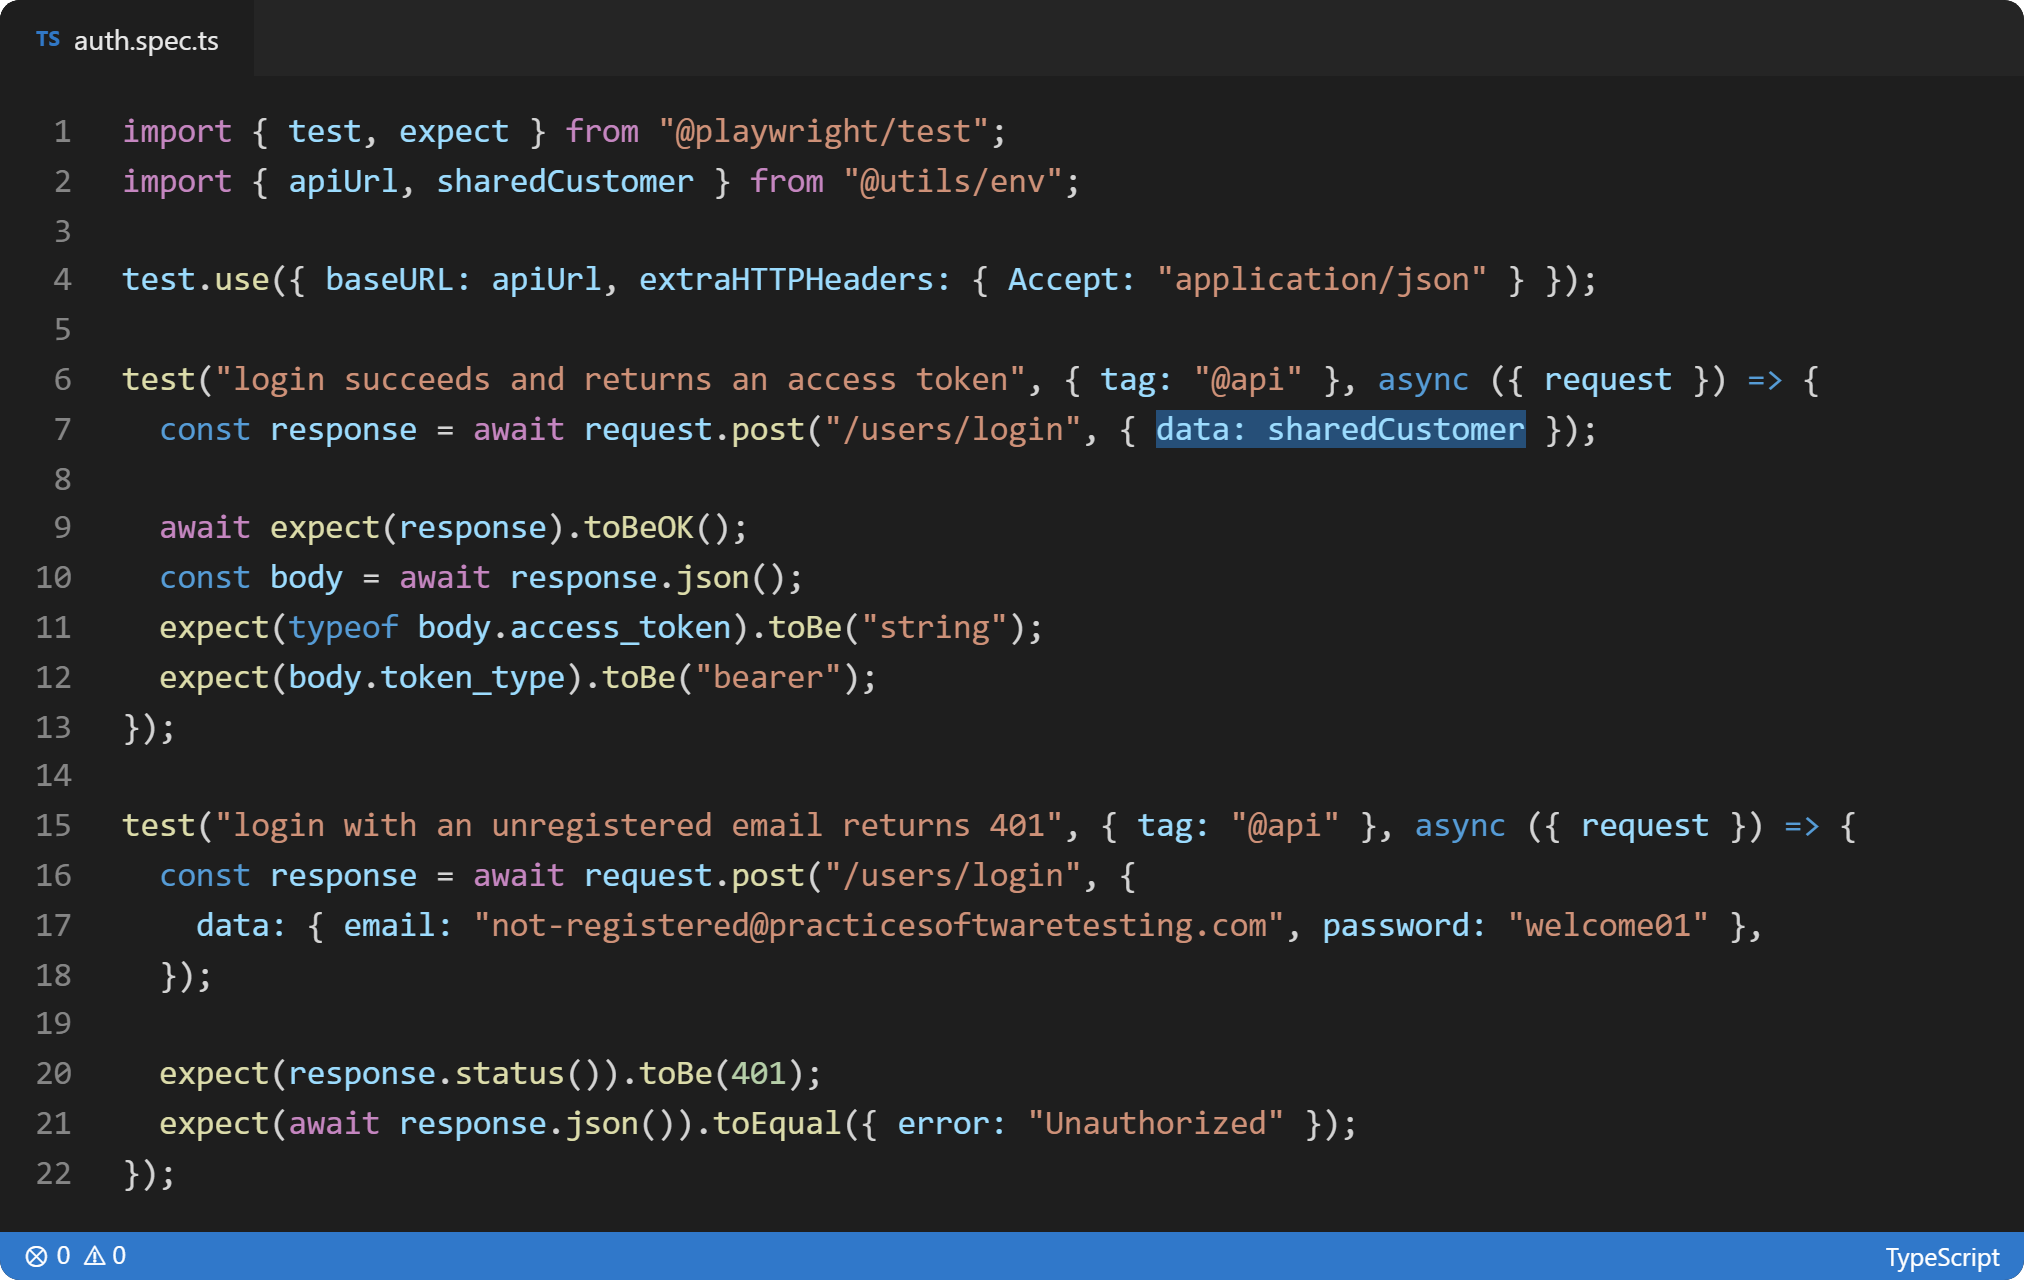 TS auth.spec.ts
1 import { test, expect } from "@playwright/test";
2 import { apiUrl, sharedCustomer } from "@utils/env";
3
4 test.use({ baseURL: apiUrl, extraHTTPHeaders: { Accept: "application/json" } });
5
6 test("login succeeds and returns an access token", { tag: "@api" }, async ({ request }) => {
7   const response = await request.post("/users/login", { data: sharedCustomer });
8
9   await expect(response).toBeOK();
10   const body = await response.json();
11   expect(typeof body.access_token).toBe("string");
12   expect(body.token_type).toBe("bearer");
13 });
14
15 test("login with an unregistered email returns 401", { tag: "@api" }, async ({ request }) => {
16   const response = await request.post("/users/login", {
17     data: { email: "not-registered@practicesoftwaretesting.com", password: "welcome01" },
18   });
19
20   expect(response.status()).toBe(401);
21   expect(await response.json()).toEqual({ error: "Unauthorized" });
22 });
0 0 TypeScript